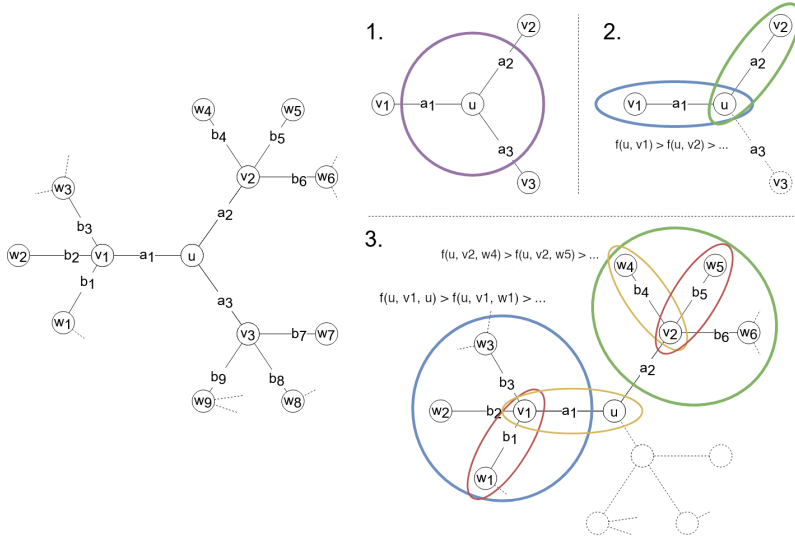 w4
w5
b4
b5
v2
b6
w6
w3
a2
b3
w2
b2
v1
a1
u
b1
a3
w1
v3
b7
w7
b9
b8
w9
w8
1.
v2
a2
v1
a1
u
a3
v3
2.
v2
a2
v1
a1
u
f(u, v1) > f(u, v2) > ...
a3
v3
3.
f(u, v2, w4) > f(u, v2, w5) > ...
w4
w5
b4
b5
f(u, v1, u) > f(u, v1, w1) > ...
v2
b6
w6
w3
a2
b3
w2
b2
v1
a1
u
b1
w1